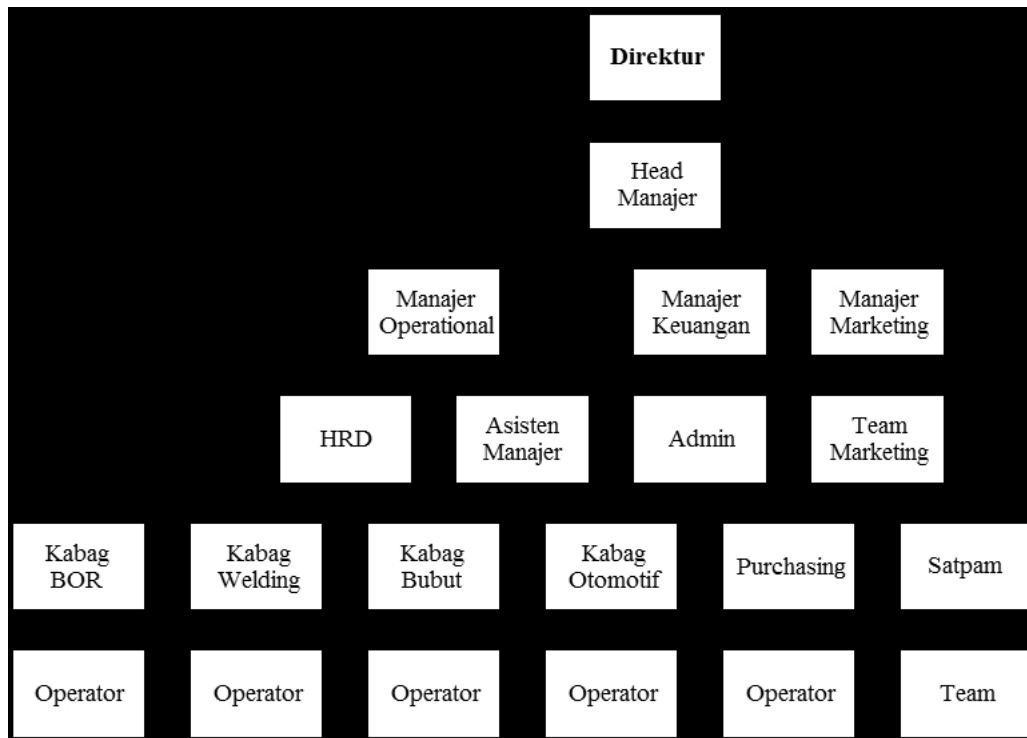 Direktur
Head
Manajer
Manajer
Operational
Manajer
Keuangan
Manajer
Marketing
HRD
Asisten
Manajer
Admin
Team
Marketing
Kabag
BOR
Kabag
Welding
Kabag
Bubut
Kabag
Otomotif
Purchasing
Satpam
Operator
Operator
Operator
Operator
Operator
Team